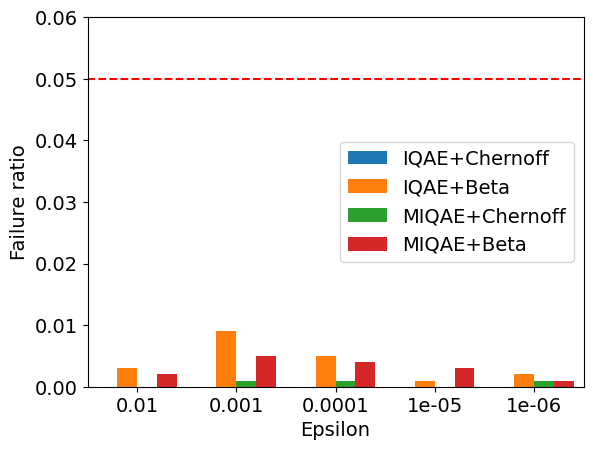 0.06
0.05
0.04
0.03
0.02
0.01
0.00
Failure ratio
IQAE+Chernoff
IQAE+Beta
MIQAE+Chernoff
MIQAE+Beta
0.01 0.001 0.0001 1e-05 1e-06
Epsilon